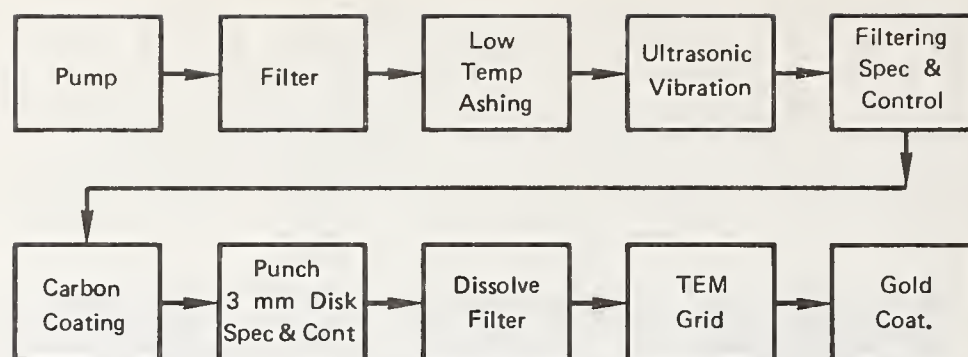 Pump
Filter
Low
Temp
Ashing
Ultrasonic
Vibration
Filtering
Spec &
Control
Carbon
Coating
Punch
3 mm Disk
Spec & Cont
Dissolve
Filter
TEM
Grid
Gold
Coat.